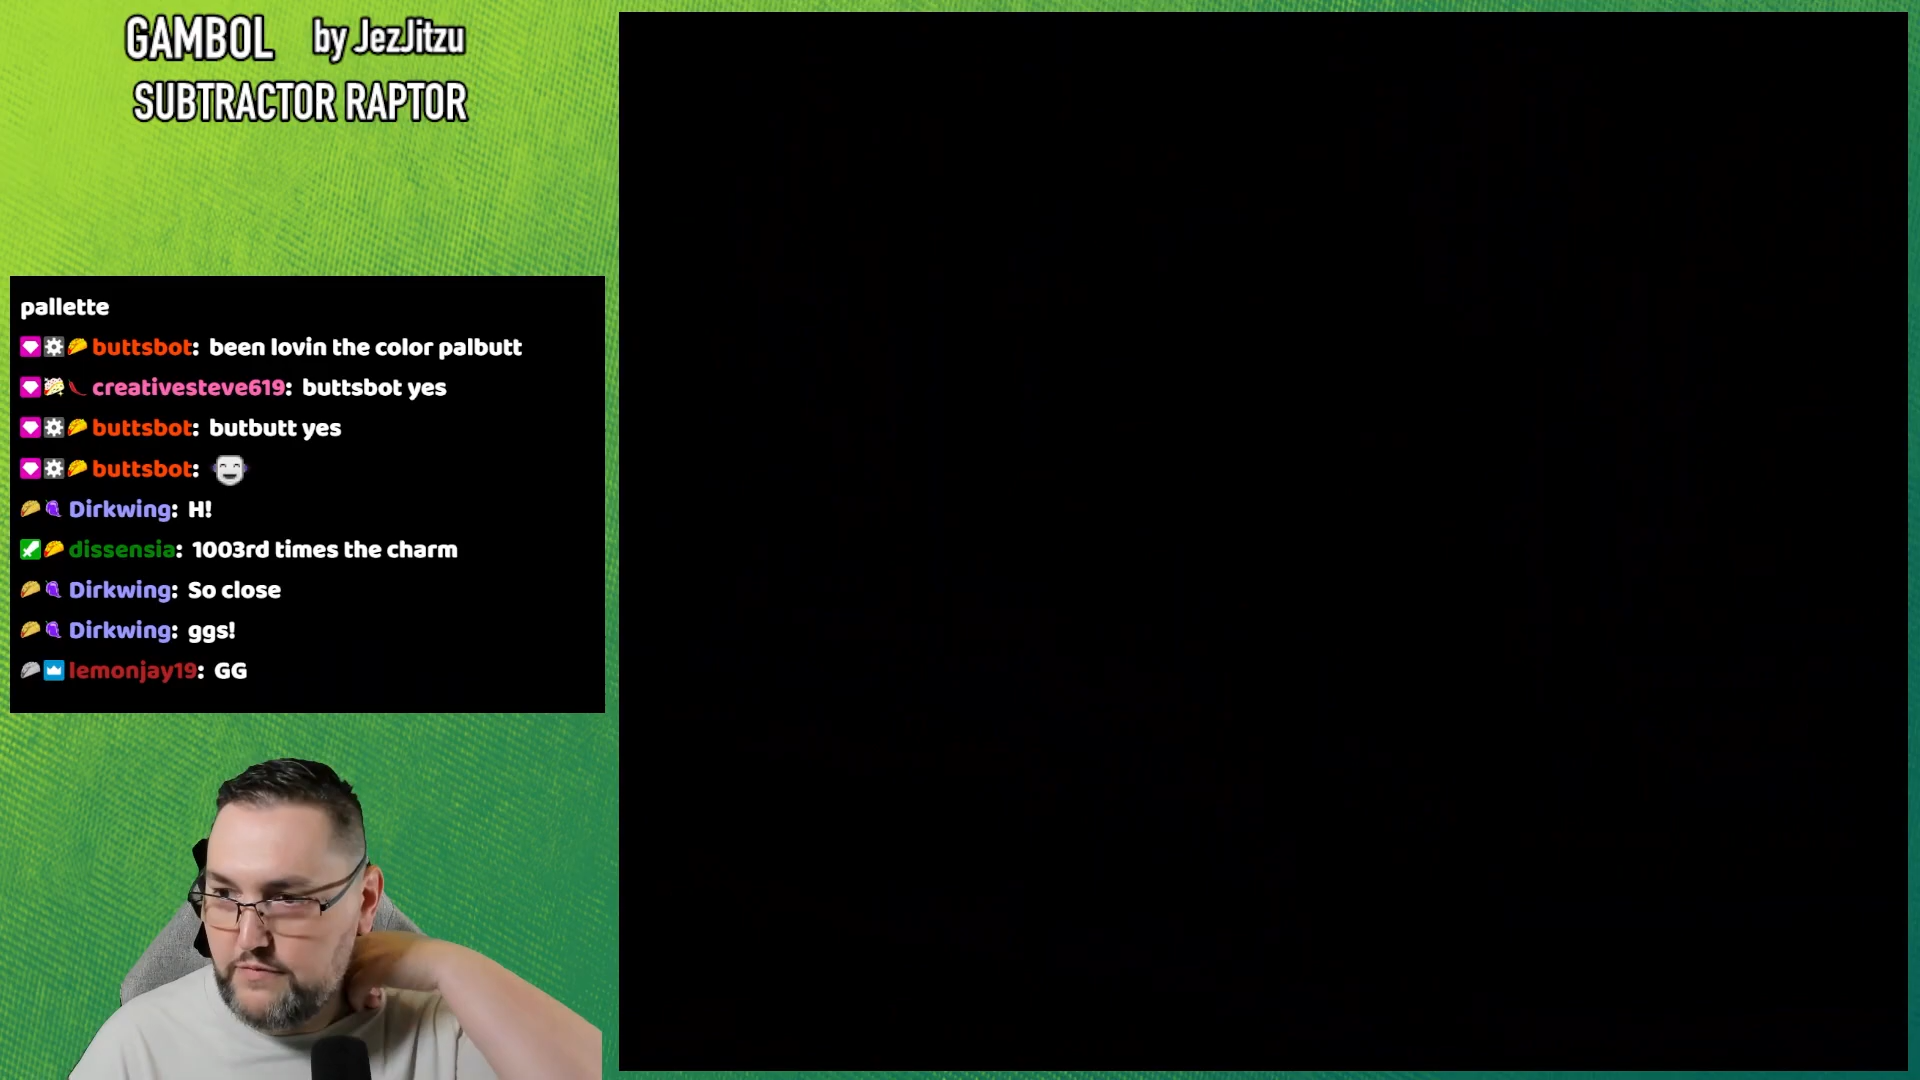 GAMBOL by JezJitzu
SUBTRACTOR RAPTOR
pallette
buttsbot: been lovin the color palbutt
creativesteve619: buttsbot yes
buttsbot: butbutt yes
buttsbot:
Dirkwing: H!
dissensia: 1003rd times the charm
Dirkwing: So close
Dirkwing: ggs!
lemonjay19: GG